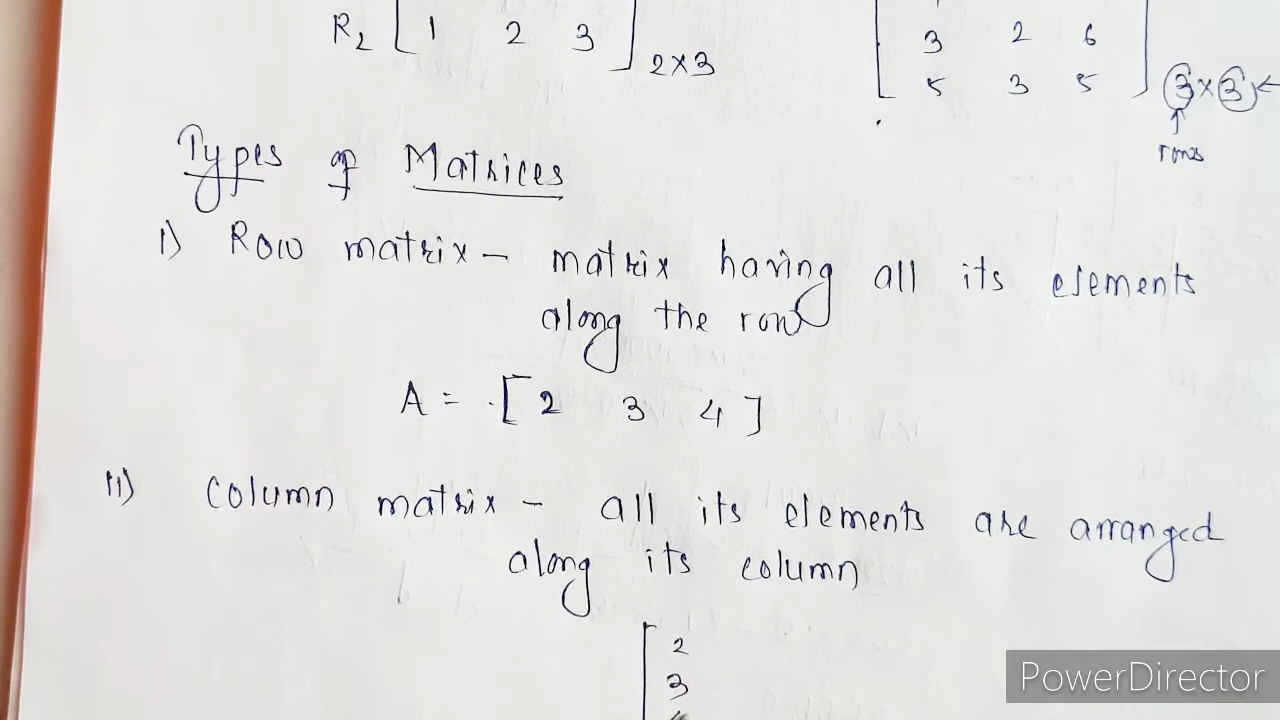 R2 [ 1 2 3 ] 2×3
[ 3 2 6
5 3 5 ] 3×3 ←
↑
rows
Types of Matrices
i) Row matrix – matrix having all its elements
along the row
A = [ 2 3 4 ]
ii) Column matrix – all its elements are arranged
along its column
[ 2
3
PowerDirector